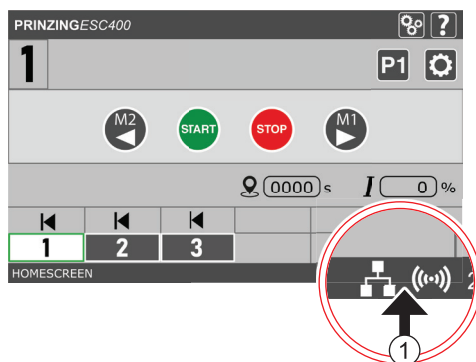 PRINZINGESC400
?
1
P1
M2
START
STOP
M1
0000 s
I 0 %
1 2 3
HOMESCREEN
2
1